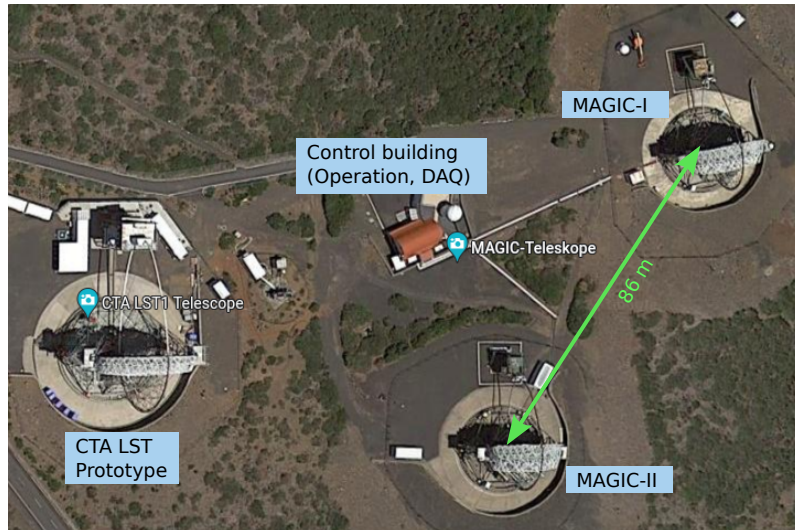 MAGIC-I
Control building
(Operation, DAQ)
MAGIC-Teleskope
86 m
CTA LST1 Telescope
CTA LST
Prototype
MAGIC-II